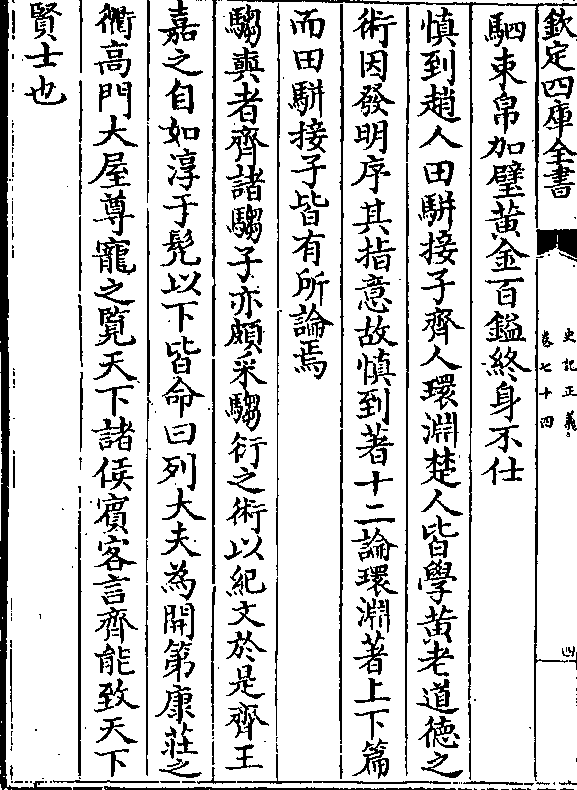 欽定四庫全書
史記正義
卷七十四
四
駟束帛加璧黃金百鎰終身不仕
慎到趙人田駢接子齊人環淵楚人皆學黃老道德之
術因發明序其指意故慎到著十二論環淵著上下篇
而田駢接子皆有所論焉
騶奭者齊諸騶子亦頗采騶衍之術以紀文於是齊王
嘉之自如淳于髡以下皆命曰列大夫為開第康莊之
衢高門大屋尊寵之覽天下諸侯賓客言齊能致天下
賢士也